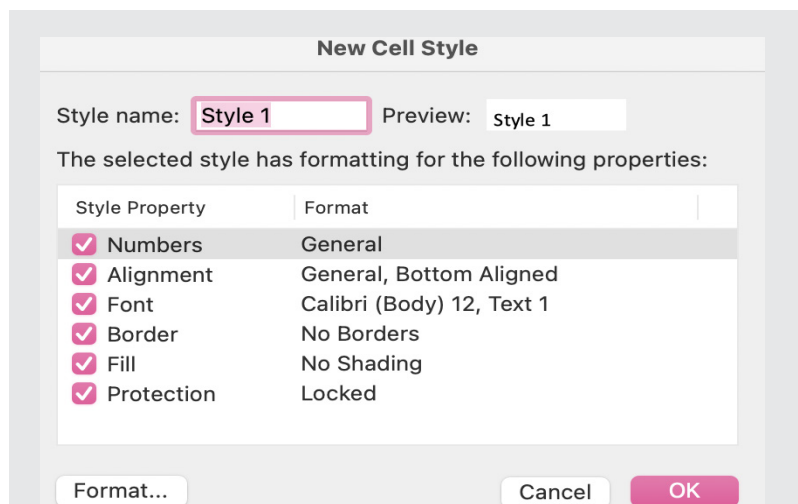 New Cell Style
Style name: Style 1 Preview: Style 1
The selected style has formatting for the following properties:
Style Property Format
Numbers General
Alignment General, Bottom Aligned
Font Calibri (Body) 12, Text 1
Border No Borders
Fill No Shading
Protection Locked
Format... Cancel OK